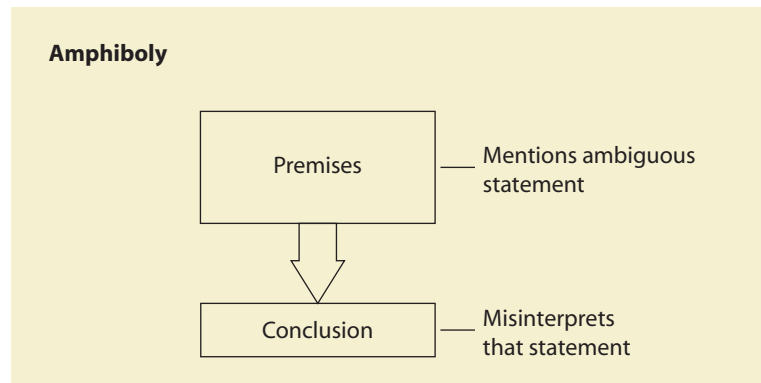 Amphiboly
Premises
Mentions ambiguous
statement
Conclusion
Misinterprets
that statement